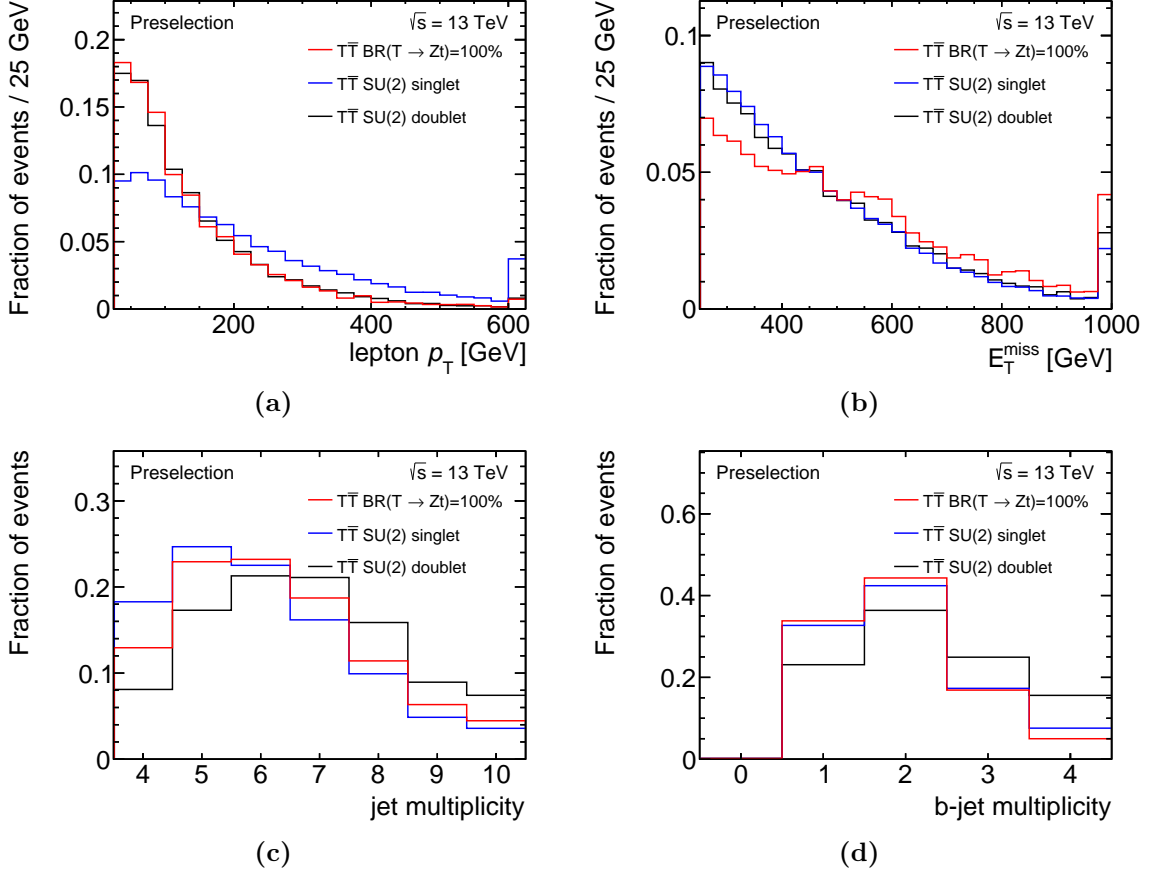 Fraction of events / 25 GeV
Preselection
√s = 13 TeV
TT̅ BR(T → Zt)=100%
TT̅ SU(2) singlet
TT̅ SU(2) doublet
0.2
0.15
0.1
0.05
0
200 400 600
lepton p_T [GeV]
(a)
Fraction of events / 25 GeV
Preselection
√s = 13 TeV
TT̅ BR(T → Zt)=100%
TT̅ SU(2) singlet
TT̅ SU(2) doublet
0.1
0.05
0
400 600 800 1000
E_T^miss [GeV]
(b)
Fraction of events
Preselection
√s = 13 TeV
TT̅ BR(T → Zt)=100%
TT̅ SU(2) singlet
TT̅ SU(2) doublet
0.3
0.2
0.1
0
4 5 6 7 8 9 10
jet multiplicity
(c)
Fraction of events
Preselection
√s = 13 TeV
TT̅ BR(T → Zt)=100%
TT̅ SU(2) singlet
TT̅ SU(2) doublet
0.6
0.4
0.2
0
0 1 2 3 4
b-jet multiplicity
(d)